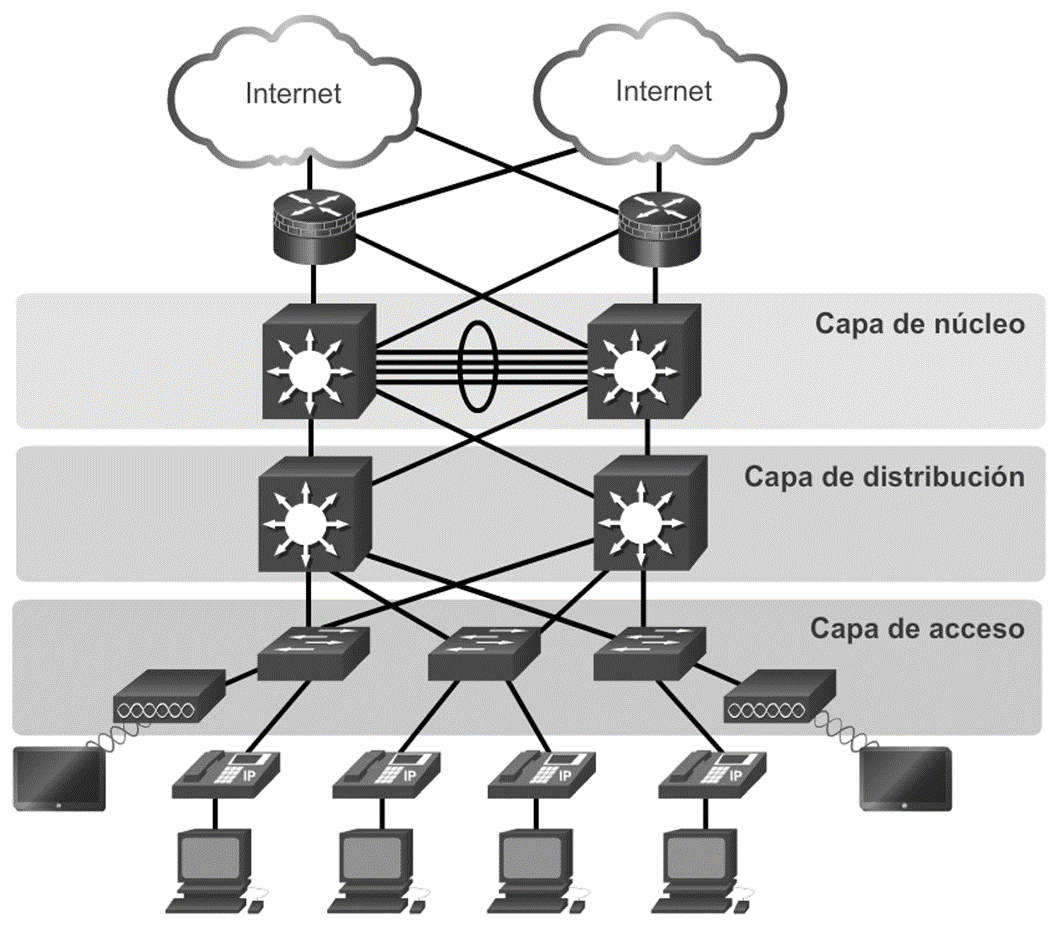 Internet
Internet
Capa de núcleo
Capa de distribución
Capa de acceso
IP
IP
IP
IP